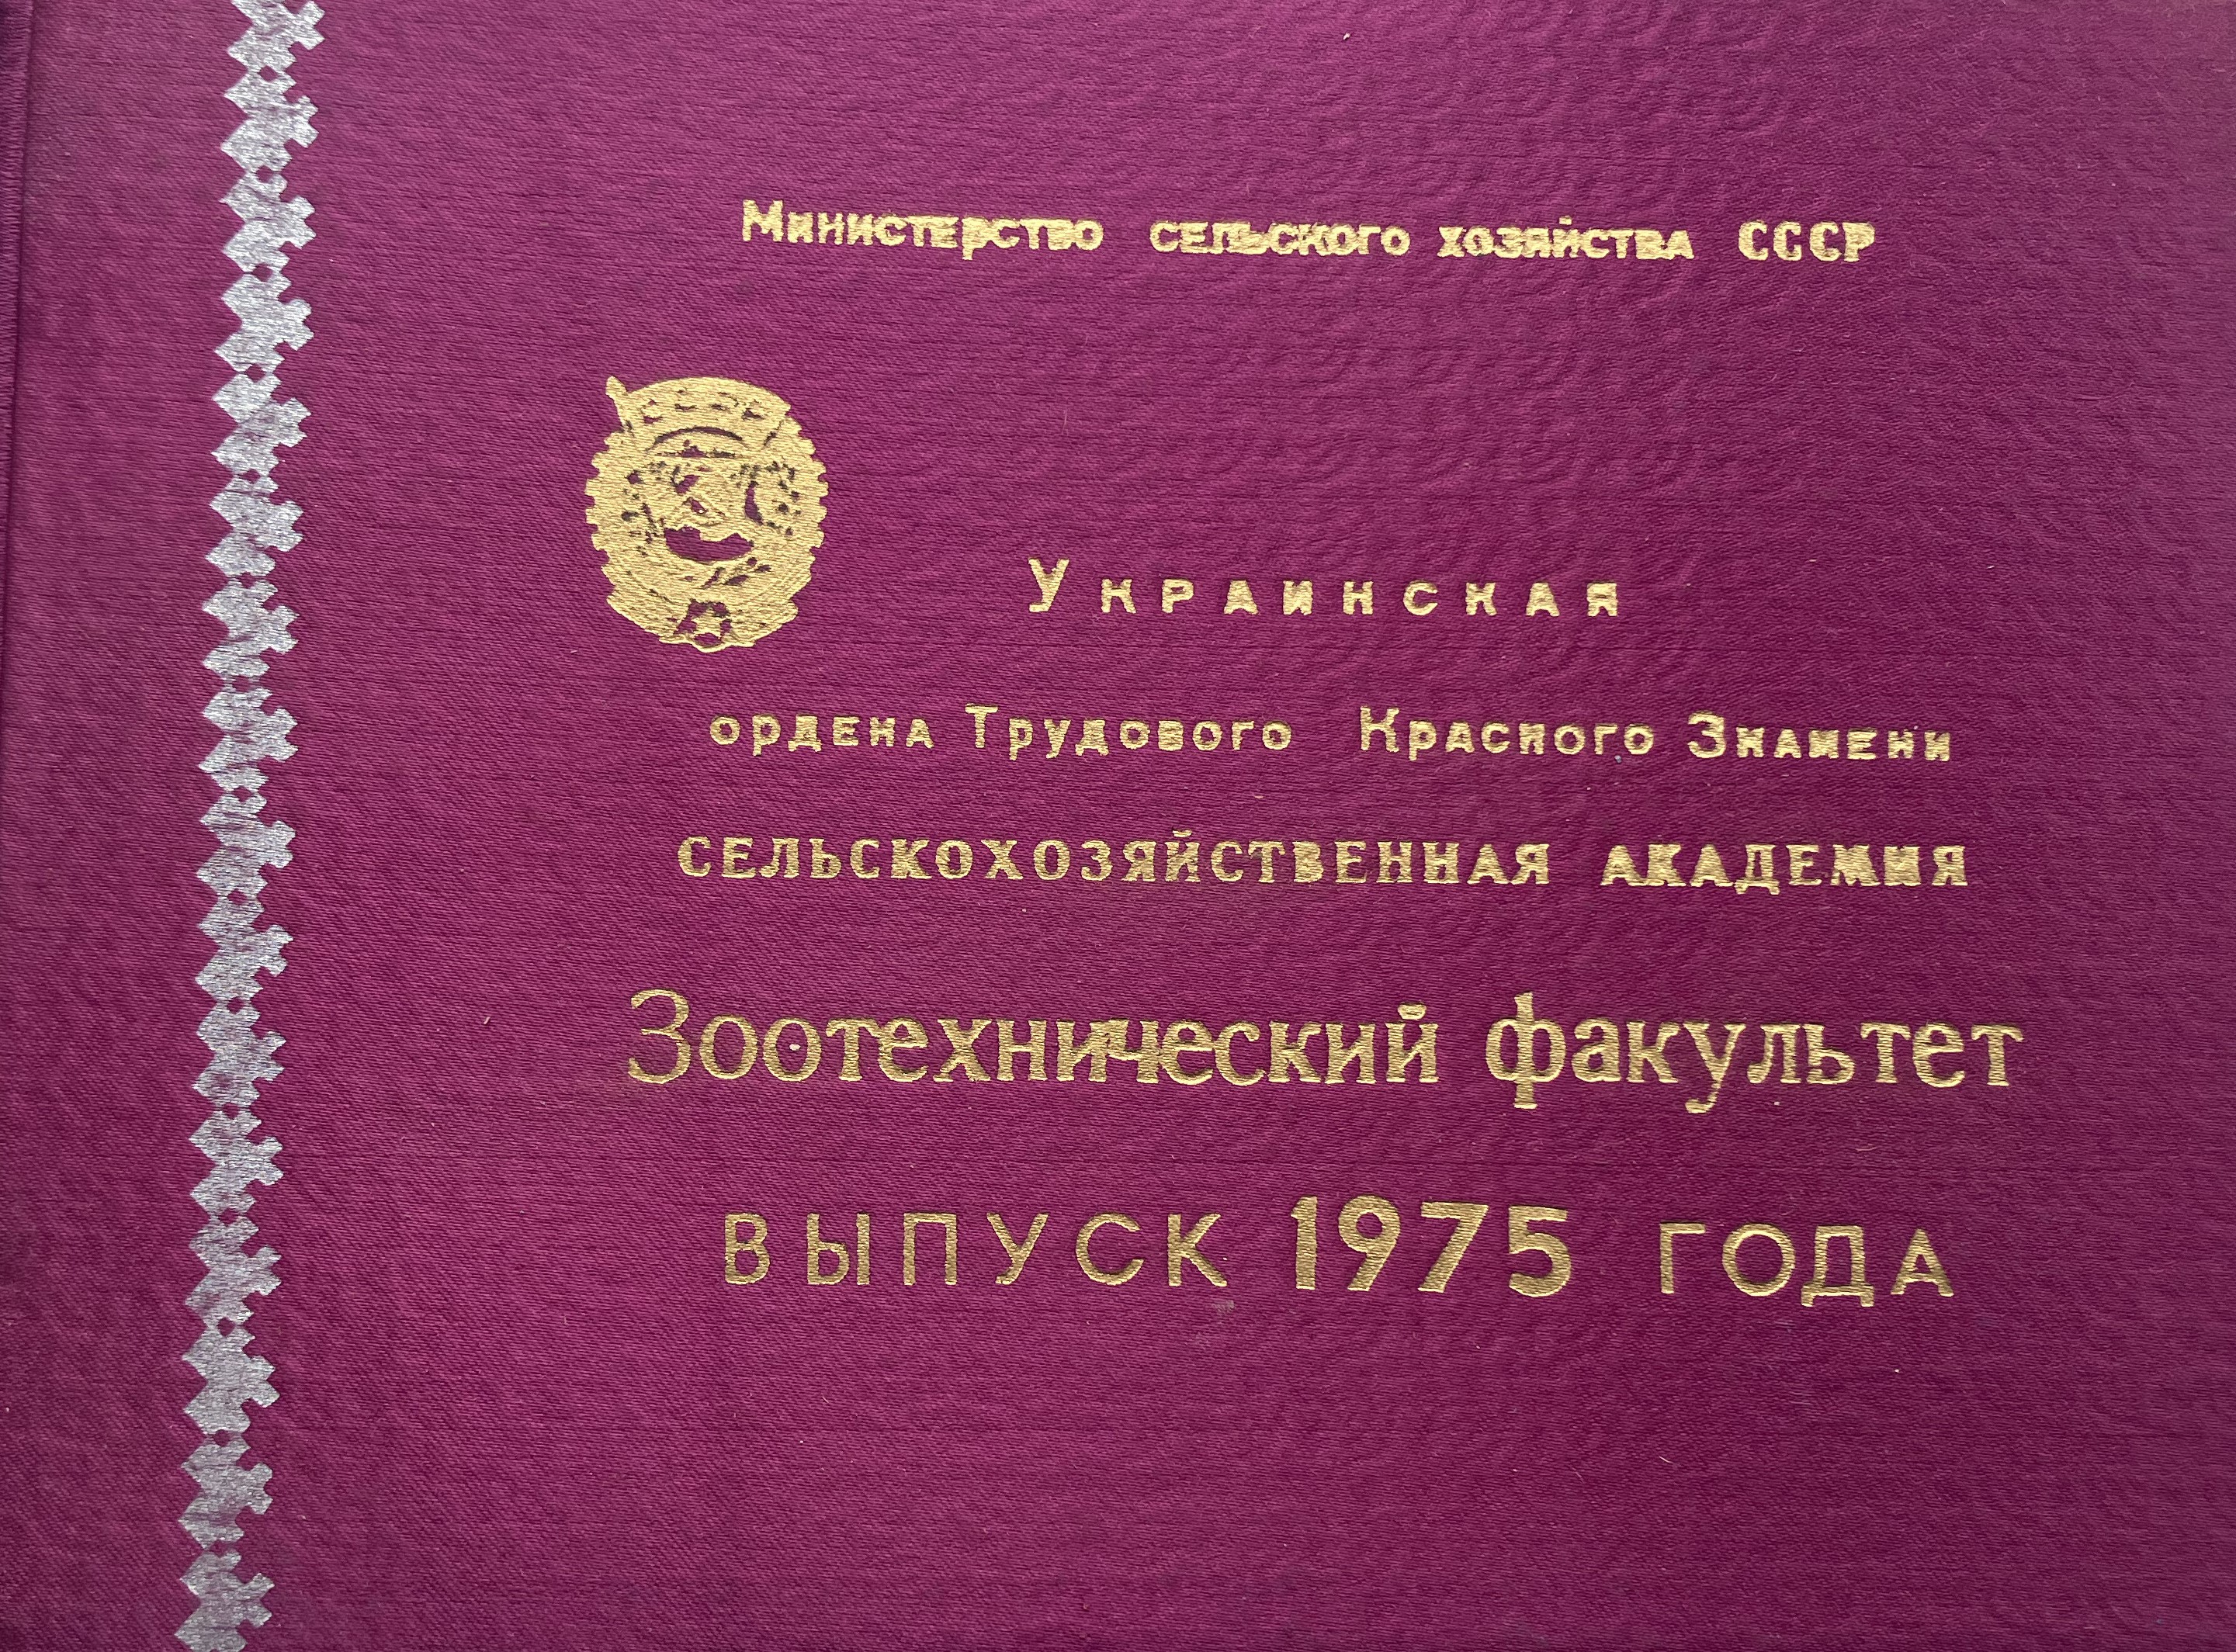 Министерство сельского хозяйства СССР
Украинская
ордена Трудового Красного Знамени
СЕЛЬСКОХОЗЯЙСТВЕННАЯ АКАДЕМИЯ
Зоотехнический факультет
ВЫПУСК 1975 ГОДА